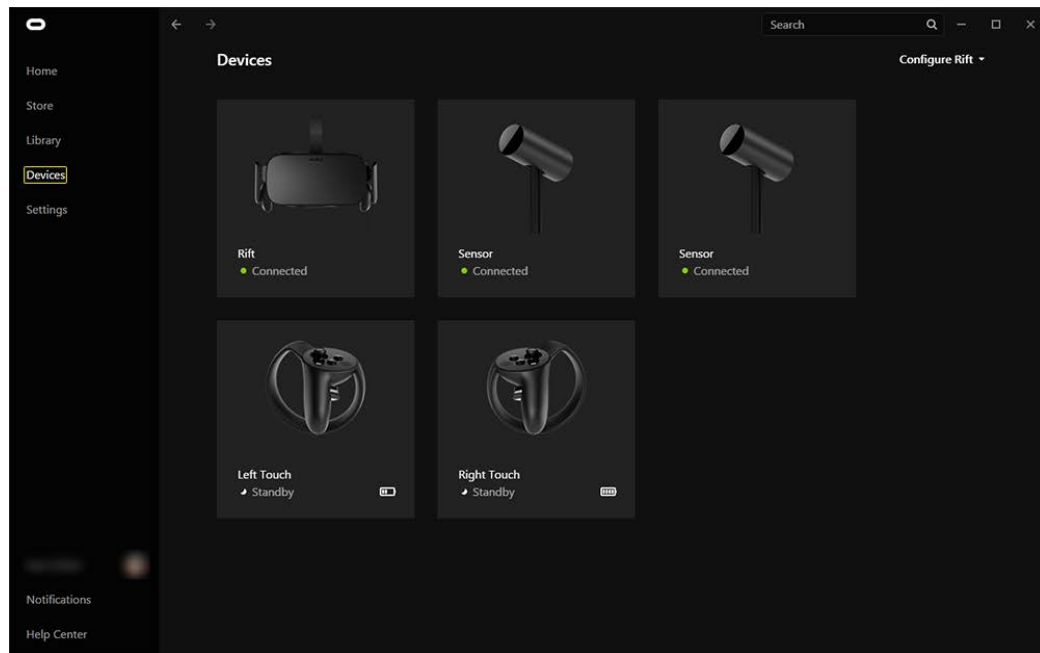 Search
Devices
Configure Rift
Home
Store
Library
Devices
Settings
Rift
Connected
Sensor
Connected
Sensor
Connected
Left Touch
Standby
Right Touch
Standby
Notifications
Help Center